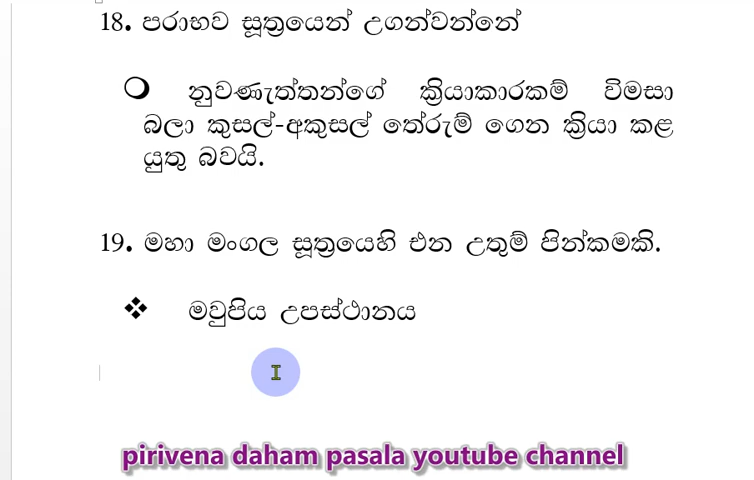 18. පරාභව සූත්‍රයෙන් උගන්වන්නේ
නුවණැත්තන්ගේ ක්‍රියාකාරකම් විමසා
බලා කුසල්-අකුසල් තේරුම් ගෙන ක්‍රියා කළ
යුතු බවයි.
19. මහා මංගල සූත්‍රයෙහි එන උතුම් පින්කමකි.
❖ මවුපිය උපස්ථානය
pirivena daham pasala youtube channel